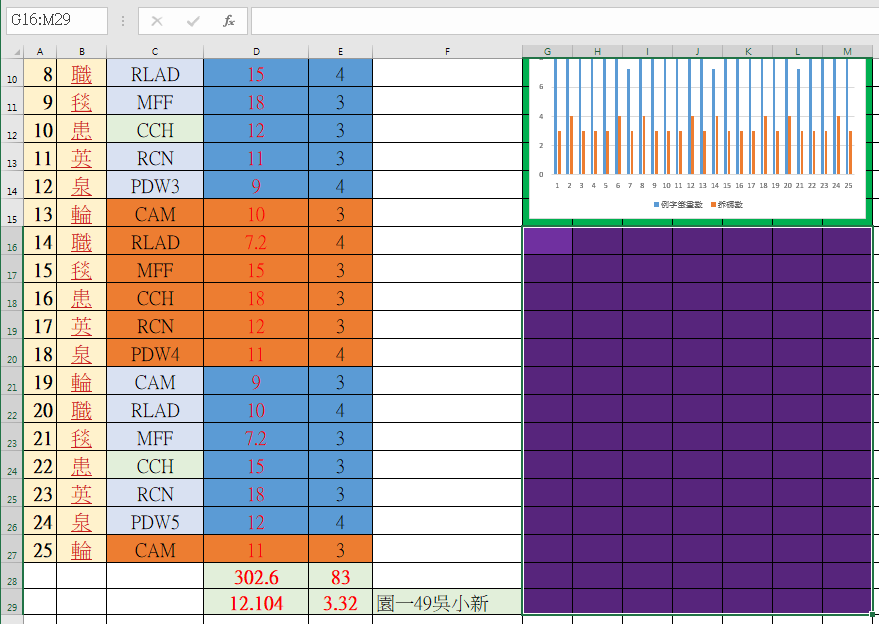 G16:M29
fx
A B C D E F G H I J K L M
10 8 職 RLAD 15 4
11 9 毯 MFF 18 3
12 10 患 CCH 12 3
13 11 英 RCN 11 3
14 12 泉 PDW3 9 4
15 13 輪 CAM 10 3
16 14 職 RLAD 7.2 4
17 15 毯 MFF 15 3
18 16 患 CCH 18 3
19 17 英 RCN 12 3
20 18 泉 PDW4 11 4
21 19 輪 CAM 9 3
22 20 職 RLAD 10 4
23 21 毯 MFF 7.2 3
24 22 患 CCH 15 3
25 23 英 RCN 18 3
26 24 泉 PDW5 12 4
27 25 輪 CAM 11 3
28 302.6 83
29 12.104 3.32 園一49吳小新
6
4
2
0
1 2 3 4 5 6 7 8 9 10 11 12 13 14 15 16 17 18 19 20 21 22 23 24 25
例字筆畫數 拆碼數